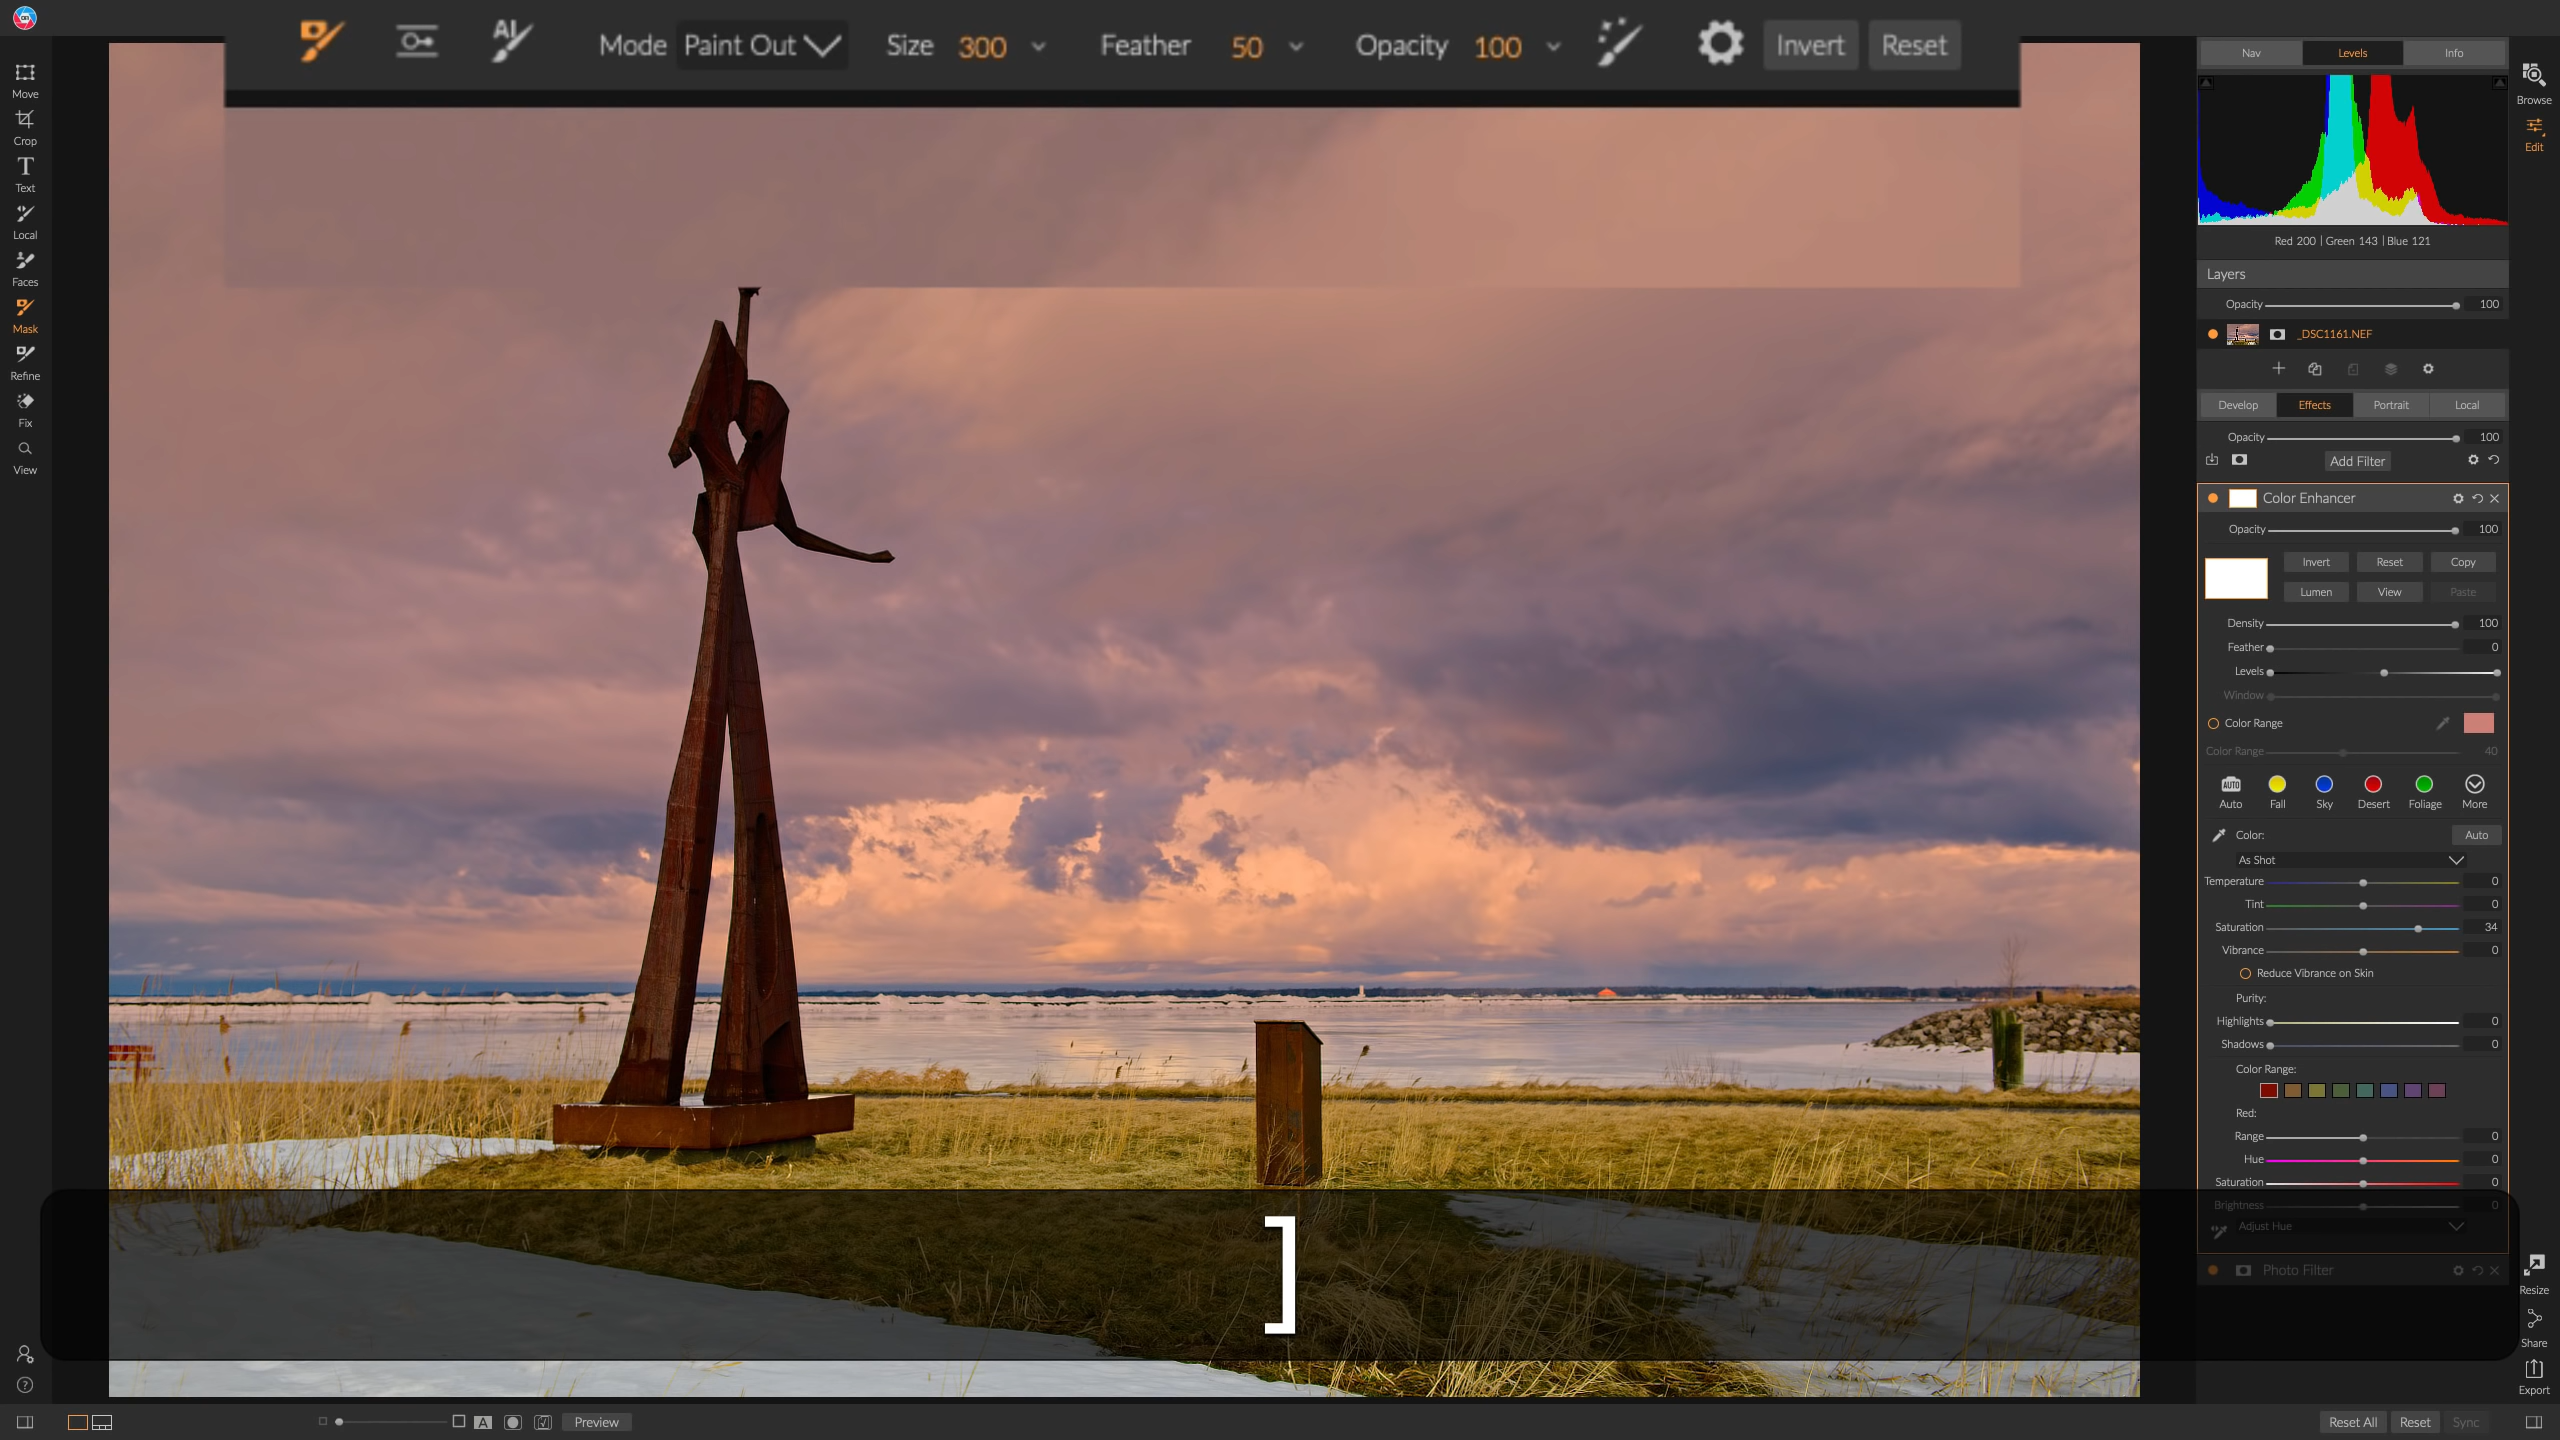 AI Mode Paint Out Size 300 Feather 50 Opacity 100 Invert Reset
Nav Levels Info
Move
Crop
Text
Local
Faces
Mask
Refine
Fix
View
Browse
Edit
Red 200 | Green 143 | Blue 121
Layers
Opacity 100
_DSC1161.NEF
Develop Effects Portrait Local
Opacity 100
Add Filter
Color Enhancer
Opacity 100
Invert Reset Copy
Lumen View Paste
Density 100
Feather 0
Levels
Window
Color Range
Color Range 40
AUTO
Auto Fall Sky Desert Foliage More
Color: Auto
As Shot
Temperature 0
Tint 0
Saturation 34
Vibrance 0
Reduce Vibrance on Skin
Purity:
Highlights 0
Shadows 0
Color Range:
Red:
Range 0
Hue 0
Saturation 0
Brightness 0
Adjust Hue
Photo Filter
]
Resize
Share
Export
A Preview
Reset All Reset Sync